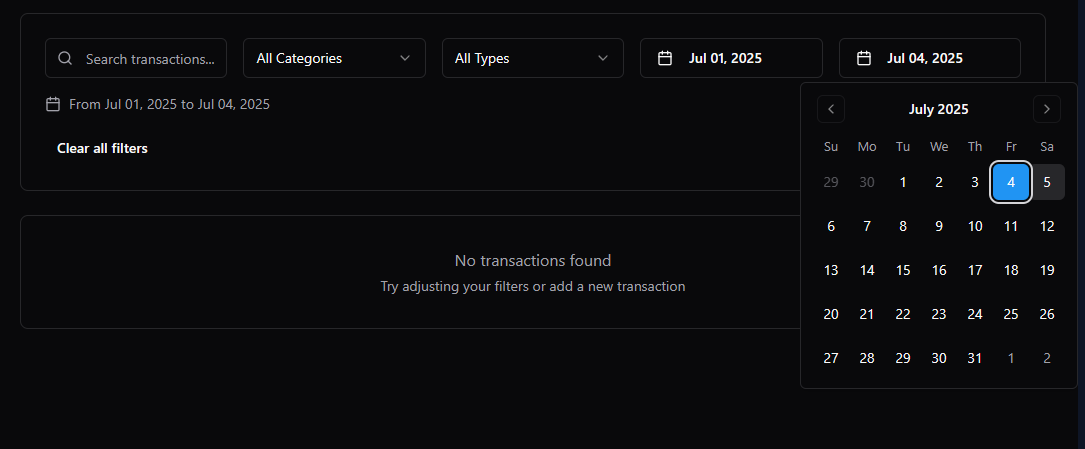 Search transactions... All Categories All Types Jul 01, 2025 Jul 04, 2025
From Jul 01, 2025 to Jul 04, 2025
Clear all filters
No transactions found
Try adjusting your filters or add a new transaction
July 2025
Su Mo Tu We Th Fr Sa
29 30 1 2 3 4 5
6 7 8 9 10 11 12
13 14 15 16 17 18 19
20 21 22 23 24 25 26
27 28 29 30 31 1 2